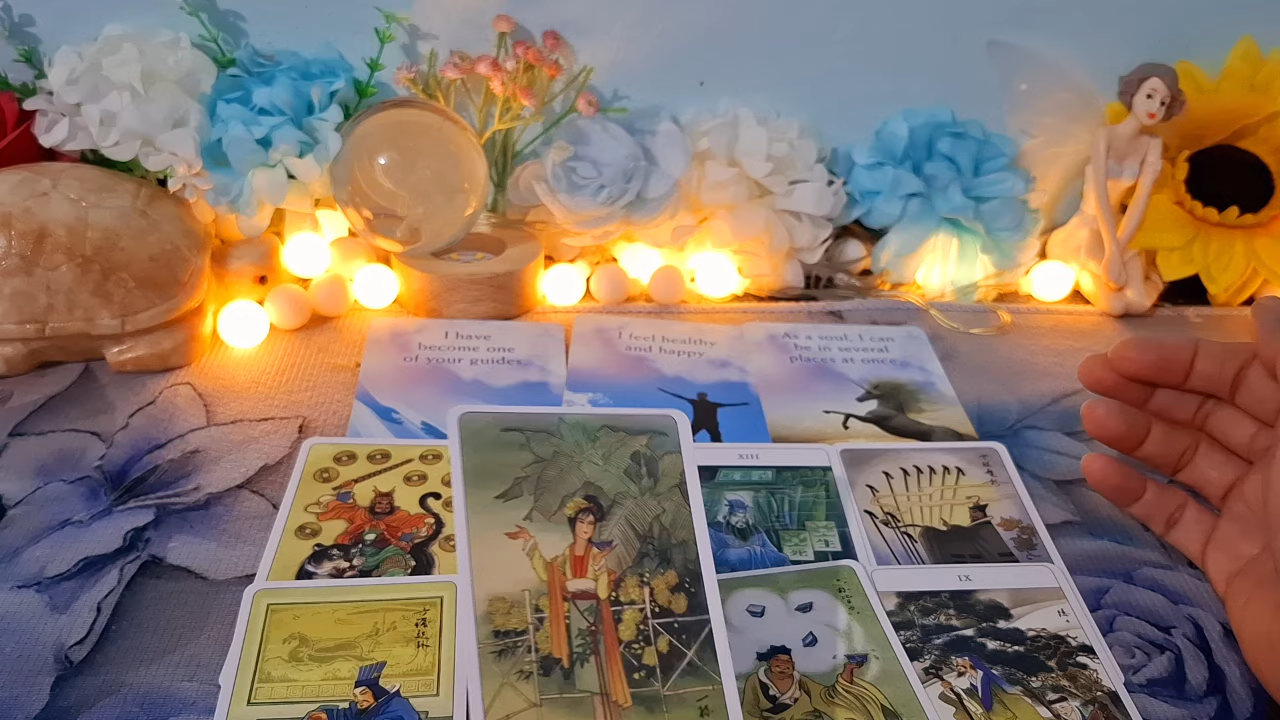 I have
become one
of your guides.
I feel healthy
and happy
As a soul, I can
be in several
places at once.
XIII
IX